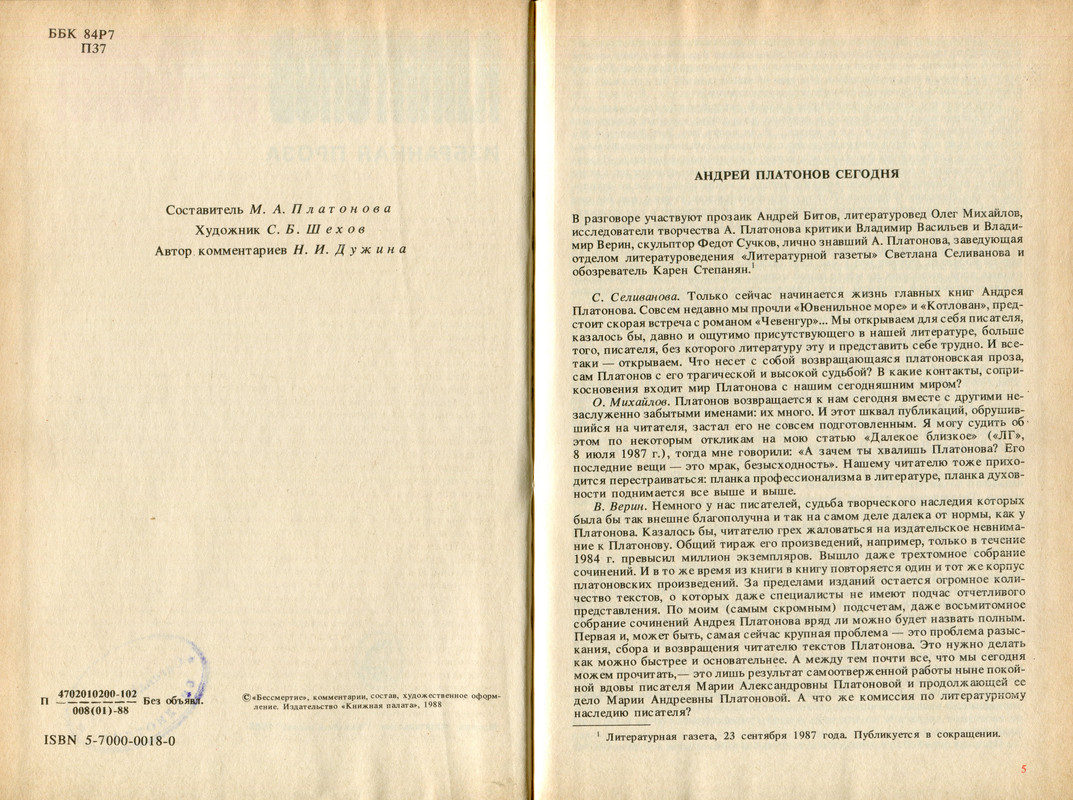 ББК 84Р7
П37
Составитель М. А. Платонова
Художник С. Б. Шехов
Автор комментариев Н. И. Дужина
П 4702010200-102 Без объявл.
008(01)-88
© «Бессмертие», комментарии, состав, художественное оформ-
ление. Издательство «Книжная палата», 1988
ISBN 5-7000-0018-0
АНДРЕЙ ПЛАТОНОВ СЕГОДНЯ
В разговоре участвуют прозаик Андрей Битов, литературовед Олег Михайлов,
исследователи творчества А. Платонова критики Владимир Васильев и Влади-
мир Верин, скульптор Федот Сучков, лично знавший А. Платонова, заведующая
отделом литературоведения «Литературной газеты» Светлана Селиванова и
обозреватель Карен Степанян.¹
С. Селиванова. Только сейчас начинается жизнь главных книг Андрея
Платонова. Совсем недавно мы прочли «Ювенильное море» и «Котлован», пред-
стоит скорая встреча с романом «Чевенгур»... Мы открываем для себя писателя,
казалось бы, давно и ощутимо присутствующего в нашей литературе, больше
того, писателя, без которого литературу эту и представить себе трудно. И все-
таки — открываем. Что несет с собой возвращающаяся платоновская проза,
сам Платонов с его трагической и высокой судьбой? В какие контакты, сопри-
косновения входит мир Платонова с нашим сегодняшним миром?
О. Михайлов. Платонов возвращается к нам сегодня вместе с другими не-
заслуженно забытыми именами: их много. И этот шквал публикаций, обрушив-
шийся на читателя, застал его не совсем подготовленным. Я могу судить об
этом по некоторым откликам на мою статью «Далекое близкое» («ЛГ»,
8 июля 1987 г.), тогда мне говорили: «А зачем ты хвалишь Платонова? Его
последние вещи — это мрак, безысходность». Нашему читателю тоже прихо-
дится перестраиваться: планка профессионализма в литературе, планка духов-
ности поднимается все выше и выше.
В. Верин. Немного у нас писателей, судьба творческого наследия которых
была бы так внешне благополучна и так на самом деле далека от нормы, как у
Платонова. Казалось бы, читателю грех жаловаться на издательское невнима-
ние к Платонову. Общий тираж его произведений, например, только в течение
1984 г. превысил миллион экземпляров. Вышло даже трехтомное собрание
сочинений. И в то же время из книги в книгу повторяется один и тот же корпус
платоновских произведений. За пределами изданий остается огромное коли-
чество текстов, о которых даже специалисты не имеют подчас отчетливого
представления. По моим (самым скромным) подсчетам, даже восьмитомное
собрание сочинений Андрея Платонова вряд ли можно будет назвать полным.
Первая и, может быть, самая сейчас крупная проблема — это проблема разыс-
кания, сбора и возвращения читателю текстов Платонова. Это нужно делать
как можно быстрее и основательнее. А между тем почти все, что мы сегодня
можем прочитать,— это лишь результат самоотверженной работы ныне покой-
ной вдовы писателя Марии Александровны Платоновой и продолжающей ее
дело Марии Андреевны Платоновой. А что же комиссия по литературному
наследию писателя?
¹ Литературная газета, 23 сентября 1987 года. Публикуется в сокращении.
5